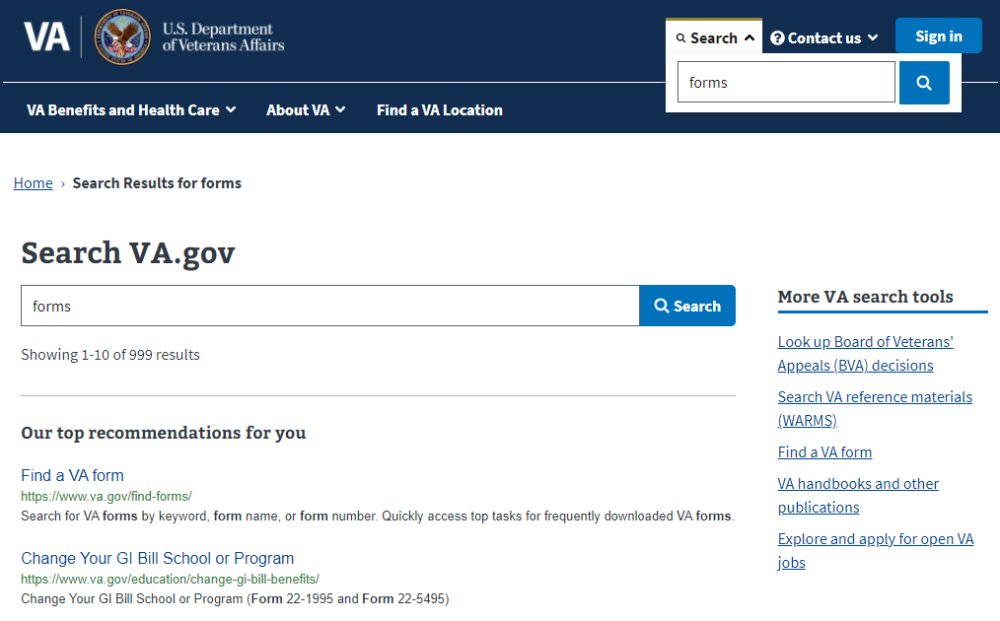 VA
U.S. Department
of Veterans Affairs
Search
Contact us
Sign in
forms
VA Benefits and Health Care
About VA
Find a VA Location
Home › Search Results for forms
Search VA.gov
forms
Search
Showing 1-10 of 999 results
Our top recommendations for you
Find a VA form
https://www.va.gov/find-forms/
Search for VA forms by keyword, form name, or form number. Quickly access top tasks for frequently downloaded VA forms.
Change Your GI Bill School or Program
https://www.va.gov/education/change-gi-bill-benefits/
Change Your GI Bill School or Program (Form 22-1995 and Form 22-5495)
More VA search tools
Look up Board of Veterans'
Appeals (BVA) decisions
Search VA reference materials
(WARMS)
Find a VA form
VA handbooks and other
publications
Explore and apply for open VA
jobs